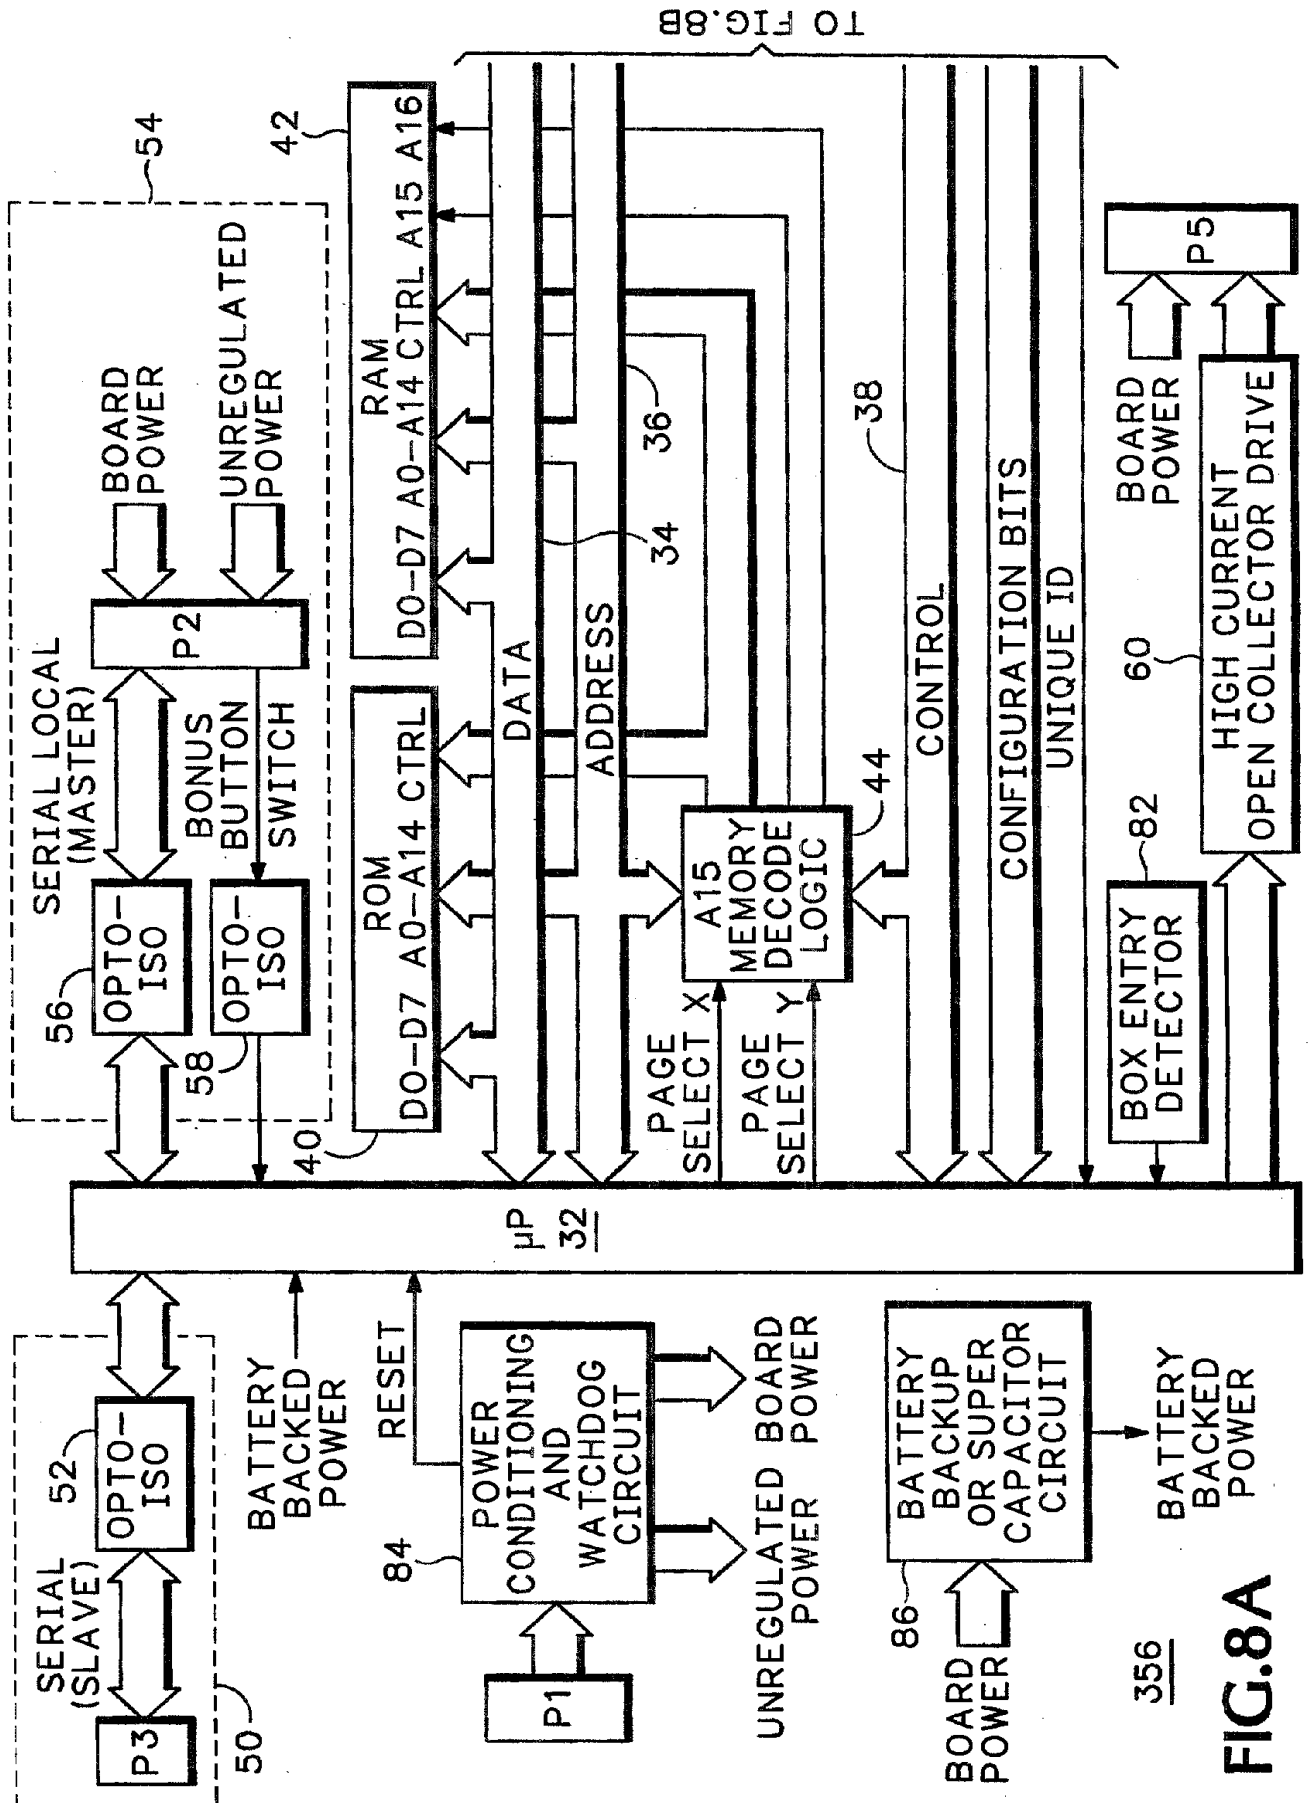 SERIAL
(SLAVE)
P3
50
52
OPTO-
ISO
BATTERY
BACKED
POWER
RESET
84
POWER
CONDITIONING
AND
WATCHDOG
CIRCUIT
P1
UNREGULATED
POWER
BOARD
POWER
86
BATTERY
BACKUP
OR SUPER
CAPACITOR
CIRCUIT
BOARD
POWER
BATTERY
BACKED
POWER
µP
32
SERIAL LOCAL
(MASTER)
54
56
OPTO-
ISO
58
OPTO-
ISO
BONUS
BUTTON
SWITCH
P2
BOARD
POWER
UNREGULATED
POWER
40
ROM
DO-D7 A0-A14 CTRL
42
RAM
DO-D7 A0-A14 CTRL A15 A16
DATA
34
ADDRESS
36
PAGE
SELECT X
PAGE
SELECT Y
A15
MEMORY
DECODE
LOGIC
44
CONTROL
38
CONFIGURATION BITS
UNIQUE ID
BOX ENTRY
DETECTOR
82
60
HIGH CURRENT
OPEN COLLECTOR DRIVE
BOARD
POWER
P5
TO FIG.8B
356
FIG.8A